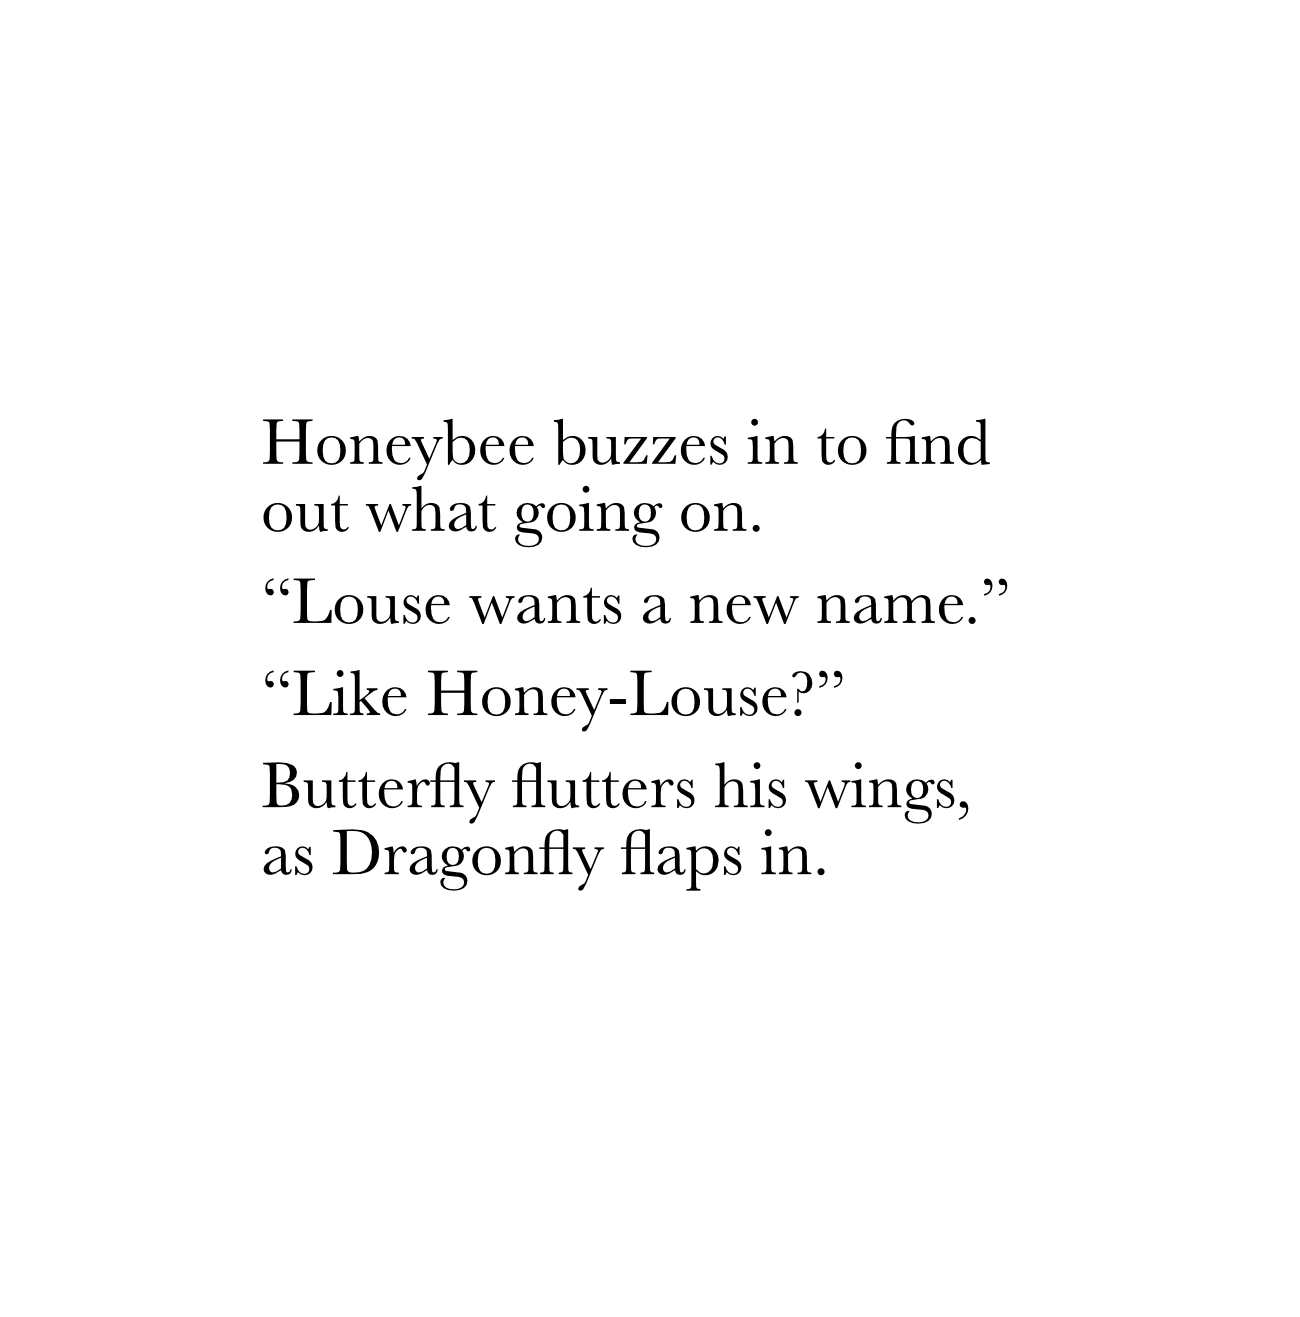 Honeybee buzzes in to find
out what going on.
“Louse wants a new name.”
“Like Honey-Louse?”
Butterfly flutters his wings,
as Dragonfly flaps in.